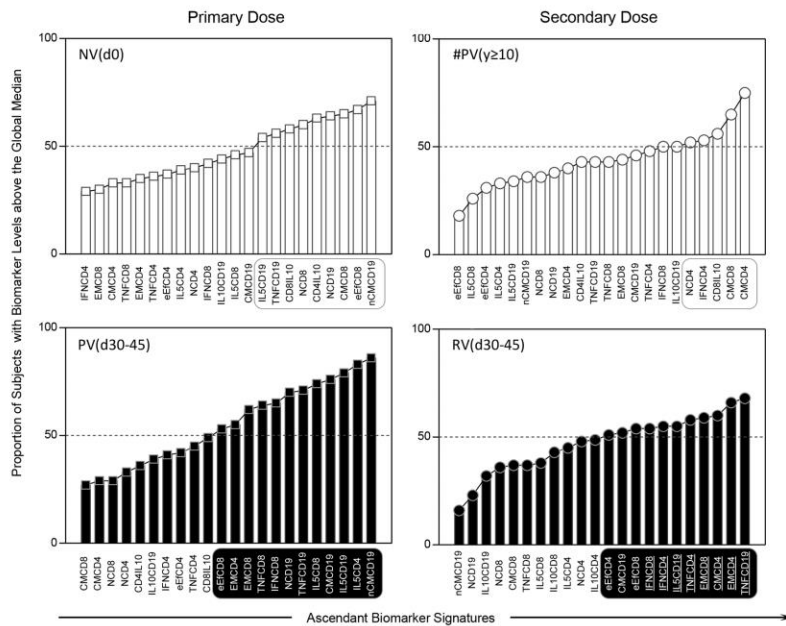 Primary Dose
Secondary Dose
Proportion of Subjects with Biomarker Levels above the Global Median
100
50
0
NV(d0)
IFNCD4
EMCD8
CMCD4
TNFCD8
EMCD4
TNFCD4
eEfCD4
IL5CD4
NCD4
IFNCD8
IL10CD19
IL5CD8
CMCD19
IL5CD19
TNFCD19
CD8IL10
NCD8
CD4IL10
NCD19
CMCD8
eEfCD8
nCMCD19
100
50
0
#PV(y≥10)
eEfCD8
IL5CD8
eEfCD4
IL5CD4
IL5CD19
nCMCD19
NCD8
NCD19
EMCD4
CD4IL10
TNFCD19
TNFCD8
EMCD8
CMCD19
TNFCD4
IFNCD8
IL10CD19
NCD4
IFNCD4
CD8IL10
CMCD8
CMCD4
100
50
0
PV(d30-45)
CMCD8
CMCD4
NCD8
NCD4
CD4IL10
IL10CD19
IFNCD4
eEfCD4
TNFCD4
CD8IL10
eEfCD8
EMCD4
EMCD8
TNFCD8
IFNCD8
NCD19
TNFCD19
IL5CD8
CMCD19
IL5CD19
IL5CD4
nCMCD19
100
50
0
RV(d30-45)
nCMCD19
NCD19
IL10CD19
NCD8
CMCD8
TNFCD8
IL5CD8
IL10CD8
IL5CD4
NCD4
IL10CD4
eEfCD4
CMCD19
eEfCD8
IFNCD8
IFNCD4
IL5CD19
TNFCD4
EMCD8
CMCD4
EMCD4
TNFCD19
Ascendant Biomarker Signatures